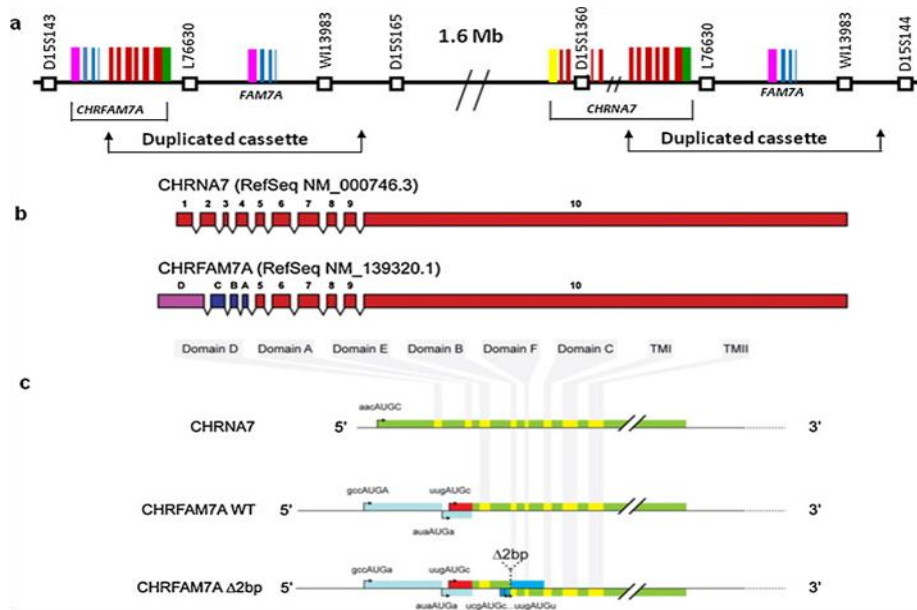 a
D15S143
L76630
WI13983
D15S165
1.6 Mb
D15S1360
L76630
WI13983
D15S144
CHRFAM7A
FAM7A
CHRNA7
FAM7A
Duplicated cassette
Duplicated cassette
b
CHRNA7 (RefSeq NM_000746.3)
1 2 3 4 5 6 7 8 9 10
CHRFAM7A (RefSeq NM_139320.1)
D C B A 5 6 7 8 9 10
Domain D Domain A Domain E Domain B Domain F Domain C TMI TMII
c
aacAUGC
CHRNA7 5' 3'
gccAUGA uugAUGc
CHRFAM7A WT 5' 3'
auaAUGa
Δ2bp
gccAUGa uugAUGc
CHRFAM7A Δ2bp 5' 3'
auaAUGa ucgAUGc...uugAUGu